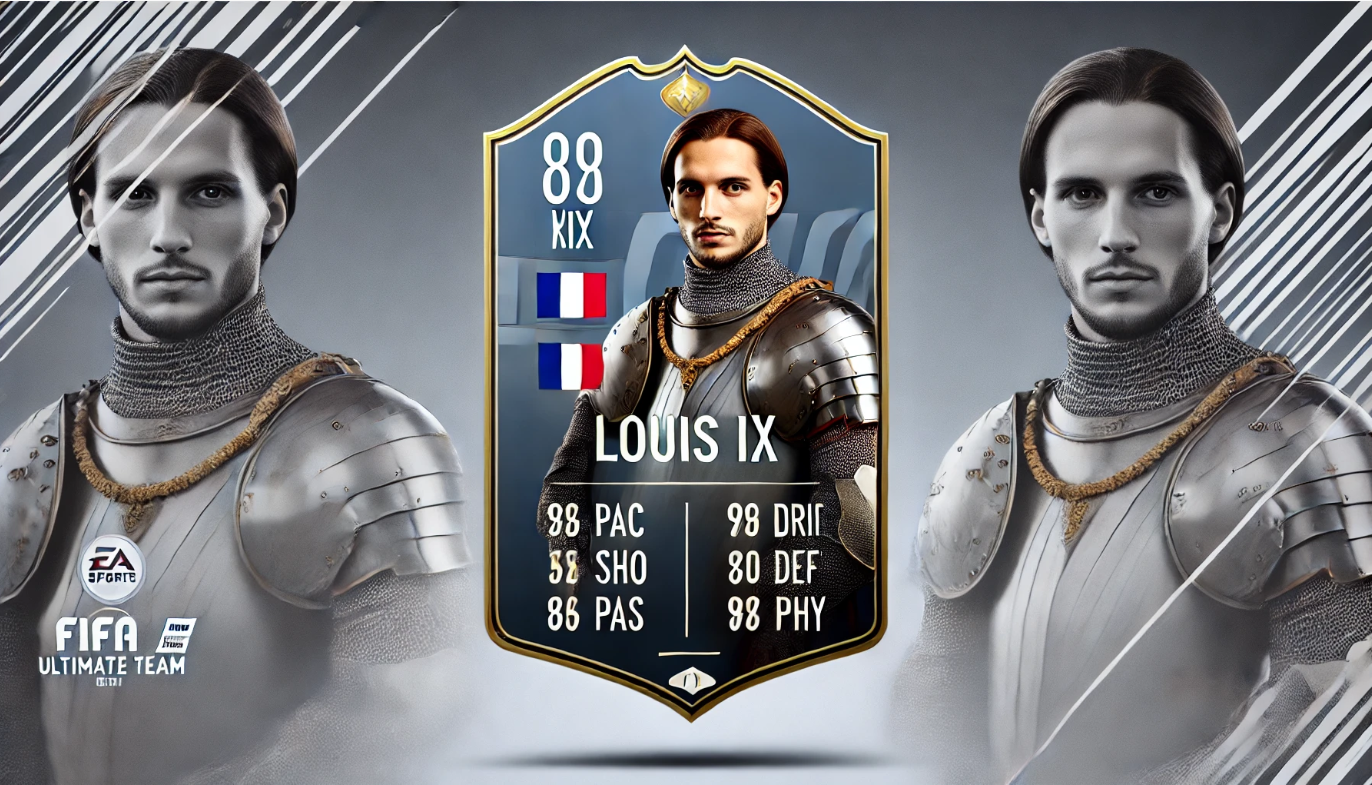 88
KIX
LOUIS IX
88 PAC
98 DRI
SHO
80 DEF
86 PAS
98 PHY
EA
SPORTS
FIFA
ULTIMATE TEAM